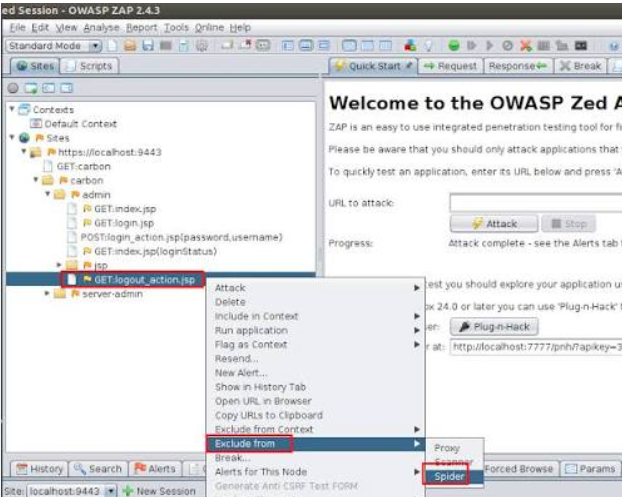 ed Session - OWASP ZAP 2.4.3
File Edit View Analyse Report Tools Online Help
Standard Mode
Sites Scripts
Quick Start Request Response Break
Contexts
Default Context
Sites
https://localhost:9443
GET:carbon
carbon
admin
GET:index.jsp
GET:login.jsp
POST:login_action.jsp(password,username)
GET:index.jsp(loginStatus)
jsp
GET:logout_action.jsp
server-admin
Welcome to the OWASP Zed A
ZAP is an easy to use integrated penetration testing tool for fi
Please be aware that you should only attack applications that
To quickly test an application, enter its URL below and press 'A
URL to attack:
Attack Stop
Progress: Attack complete - see the Alerts tab
est you should explore your application u
ox 24.0 or later you can use 'Plug-n-Hack'
er: Plug-n-Hack
r at: http://localhost:7777/pnh/?apikey=3
Attack
Delete
Include in Context
Run application
Flag as Context
Resend...
New Alert...
Show in History Tab
Open URL in Browser
Copy URLs to Clipboard
Exclude from Context
Exclude from
Break...
Alerts for This Node
Generate Anti CSRF Test FORM
Proxy
Scanner
Spider
History Search Alerts
Forced Browse Params
Site: localhost:9443 New Session